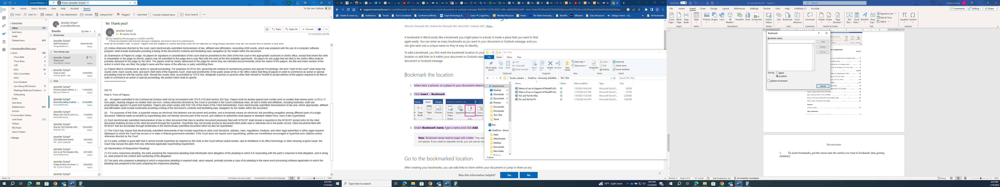 Current Mailbox
From: Jennifer Scharf
File
Home
Send / Receive
View
Help
Acrobat
Search
Try the new Outlook
From
Sent To
Subject
Has Attachments
Unread
Categorized
Flagged
Important
Include Deleted Items
Close Search
Favorites
Inbox 146
Sent Items
Drafts
Deleted Items 476
ltowles@buffalo.edu
Inbox 146
*From Beth 2
*From Brian 3
*LRT 7
AALL 14
AALL Committee 3
AALS
From Students
Law Library/UB Libraries 9
Meetings/Webinars/Conferen... 2
Onboarding
Drafts
Sent Items
Deleted Items 476
Archive
Conversation History
Junk Email [15]
Outbox
RSS Feeds
Search Folders
Groups
Items: 18
Jennifer Scharf
jrscharf@buffalo.edu
Results
By Date
Wednesday
Jennifer Scharf
Staff Promotions Wed 9:56 AM
Congratulations, Inbox
Three Weeks Ago
Jennifer Scharf
Thank you!!
Wonderful - thank Inbox
Jennifer Scharf
Topic in class 12/29/2023
Sounds great - talk Inbox
Older
Jennifer Scharf
Winners please attend...3 ... 11/30/2023
But you'll have to Inbox
Jennifer Scharf
Door Decorating Contest - ... 11/14/2023
Good afternoon, Inbox
Jennifer Scharf
Please Join CSO & LAA in cr... 11/6/2023
Good afternoon, Inbox
Jennifer Scharf
Stop by CSO (Outside 309/... 10/24/2023
Stop by CSO Inbox
Jennifer Scharf
CSO Halloween Events 10/5/2023
All: Just a reminder Inbox
Jennifer Scharf
Join Us at The Pumpkin Pat... 9/27/2023
Good afternoon! Inbox
Jennifer Scharf
Today at Noon via Zoom: T... 9/26/2023
All: If you're free at Inbox
Jennifer Scharf
Re: Thank you!!
Jennifer Scharf
To Latasha Towles
Reply
Reply All
Forward
Fri 12/29/2023 2:58 PM
You replied to this message on 1/2/2024 12:53 PM.
If there are problems with how this message is displayed, click here to view it in a web browser.
(2) Unless otherwise directed by the court, each electronically-submitted memorandum of law, affidavit and affirmation, exceeding 4500 words, which was prepared with the use of a computer software
program, shall include bookmarks providing a listing of the document's contents and facilitating easy navigation by the reader within the document.
(b) Submission of Papers to Judge. All papers for signature or consideration of the court shall be presented to the clerk of the trial court in the appropriate courtroom or clerk's office, except that where the clerk
is unavailable or the judge so directs, papers may be submitted to the judge and a copy filed with the clerk at the first available opportunity. All papers for any judge that are filed in the clerk's office shall be
promptly delivered to the judge by the clerk. The papers shall be clearly addressed to the judge for whom they are intended and prominently show the nature of the papers, the title and index number of the
action in which they are filed, the judge's name and the name of the attorney or party submitting them.
(c) Papers filed to commence an action or special proceeding. For purposes of CPLR 304. governing the method of commencing actions and special Proceedings. the term "clerk of the court" shall mean the
county clerk. Each county clerk, and each chief clerk of the Supreme Court. shall post prominently in the public areas of his or her office notice that filing of papers in order to commence an action or special
proceeding must be with the county clerk. Should the county clerk, as provided by CPLR 304, designate a person or persons other than himself or herself to accept delivery of the papers required to be filed in
order to commence an action or special proceeding, the posted notice shall so specify.
*****************
202.70
Rule 6. Form of Papers.
(a) All papers submitted to the Commercial Division shall not be inconsistent with CPLR 2101and section 202.5(a). Papers shall be double-spaced and contain print no smaller than twelve-point, or 8½ x 11
inch paper, bearing margins no smaller than one inch. Unless otherwise directed by the Court or provided in the Court's individual rules, all text in briefs and affidavits, including footnotes, shall use
proportionally spaced 12-point serif typeface. Papers also shall comply with Part 130 of the Rules of the Chief Administrator. Each electronically-submitted memorandum of law and, where appropriate, affidavit
and affirmation shall include bookmarks providing a listing of the document's contents and facilitating easy navigation by the reader within the document.
(b) For purposes of this Rule, a hyperlink means an electronic link between one document and another, and a bookmark means an electronic link permitting navigation among different parts of a single
document. Material made accessible by hyperlinking does not thereby become part of the record, and citations to authorities shall appear in standard citation form, even if also hyperlinked.
(c) Each electronically submitted memorandum of law or other document that cites to another document previously filed with NYSCEF shall include a hyperlink to the NYSCEF docket entry for the cited
document enabling access to the cited document through the hyperlink. Hyperlinks may not provide access to documents filed under seal or otherwise not in the public record. Cited documents filed with
NYSCEF that are accessible through bookmarks in the electronically submitted document need not also be hyperlinked.
(1) The Court may require that electronically submitted memoranda of law include hyperlinks to cited court decisions, statutes, rules, regulations, treatises, and other legal authorities in either legal research
databases to which the Court has access or in state or federal government websites. If the Court does not require such hyperlinking, parties are nonetheless encouraged to hyperlink such citations unless
otherwise directed by the Court.
(2) If a party certifies in good faith that it cannot include hyperlinks as required by this Rule or the Court without undue burden, due to limitations in its office technology or other showing of good cause, the
Court may excuse the party from any otherwise applicable hyperlinking requirement.
(d) Interlineation of Responsive Pleadings
(1) For every responsive pleading, the party preparing the responsive pleading shall interlineate each allegation of the pleading to which it is responding with the party's response to that allegation, and in doing
so, shall preserve the content and numbering of the allegation.
(2) The party who prepared a pleading to which a responsive pleading is required shall, upon request, promptly provide a copy of its pleading in the same word processing software application in which the
pleading was prepared to the party preparing the responsive pleading.
All folders are up to date.
Connected to: Microsoft Exchange
100%
4:45 PM
1/19/2024
support.microsoft.com/en-au/office/add-or-delete-bookmarks-in-a-word-document-or-outlook-message-f68d781f-0150-4583-a90e-a4009d99c2a0#:~:text=Select%20text%2C%20a%20picture%2C%20or,to%20begin%20with%20a%20letter.
Charles B. Sears La...
Institutions
Trends
Tech Consultants
Conferences/Meeti...
Legal Technology R...
Lexis+® | Legal Res...
Westlaw Precision
Home
The State University...
Benefits
UBLearns
Class Resources
LibApps Home - Lib...
All Bookmarks
Word for Microsoft 365, Outlook for Microsoft 365, Word 2021, Outlook 2021, More...
A bookmark in Word works like a bookmark you might place in a book: it marks a place that you want to find
again easily. You can enter as many bookmarks as you want in your document or Outlook message, and you
can give each one a unique name so they're easy to identify.
To add a bookmark, you first mark the bookmark location in your
location or add links to it within your document or Outlook messa
document or Outlook message.
Bookmark the location
1. Select text, a picture, or a place in your document where y
2. Click Insert > Bookmark.
Home
Insert
Design
what you want to do...
Page Break
Table
Pictures
Online Video
Hyperlink
Bookmark
Cross-
Tables
Media
Links
3. Under Bookmark name, type a name and click Add.
Note: Bookmark names need to begin with a letter. They can
not spaces. If you need to separate words, you can use an und
Go to the bookmarked location
After creating your bookmarks, you can add links to them within your document or jump to them at any
Was this information helpful?
Yes
No
TOC-TOA
File
Home
Share
View
Pin to Quick access
Copy
Paste
Cut
Copy path
Paste shortcut
Clipboard
Move to
Copy to
Delete
Rename
Organize
New folder
New item
Easy access
New
Properties
Open
Edit
History
Open
Select all
Select none
Invert selection
Select
Towles, Latasha
OneDrive - University at Buffalo
TOC-TOA
Search TOC-TOA
Quick access
Desktop
Downloads
Documents
Pictures
Documents
Downloads
TOC-TOA
Travel
Box
OneDrive - Univer
Apps
Attachments
Desktop
Documents
New folder
Pictures
4 items
Name Status Date modified Type Size
Memo of Law in Support of Plaintiff's M... 1/9/2024 10:48 AM Microsoft Word D... 140 KB
Memo of Law in Support of Plaintiff's M... 1/19/2024 4:31 PM Microsoft Word D... 147 KB
ToC and ToA for Mac 1/9/2024 11:30 AM Microsoft Word D... 2,358 KB
Toc and ToA for PC 1/19/2024 4:44 PM Microsoft Word D... 7,036 KB
Type here to search
18°F Light snow
4:45 PM
1/19/2024
AutoSave
On
Toc and ToA for PC • Saved
Search
Latasha Towles
LT
File
Home
Insert
Draw
Design
Layout
References
Mailings
Review
View
Help
EndNote 21
Acrobat
Comments
Editing
Share
Cover Page
Blank Page
Page Break
Pages
Table
Tables
Pictures
Shapes
Icons
3D Models
SmartArt
Chart
Screenshot
Illustrations
Online Videos
Media
Link
Bookmark
Cross-reference
Links
Comment
Comments
Header
Footer
Page Number
Header & Footer
Text Box
Quick Parts
WordArt
Drop Cap
Signature Line
Date & Time
Object
Text
Equation
Symbol
Symbols
Bookmark
Bookmark name:
Add
Delete
Go To
Sort by: Name
Location
Hidden bookmarks
Cancel
BOOKMARKS
1. To insert bookmarks, put the cursor near the section you want to bookmark (text, picture,
location).
Section: 3
Page 6 of 6
317 words
Text Predictions: On
Accessibility: Investigate
Focus
100%
4:45 PM
1/19/2024